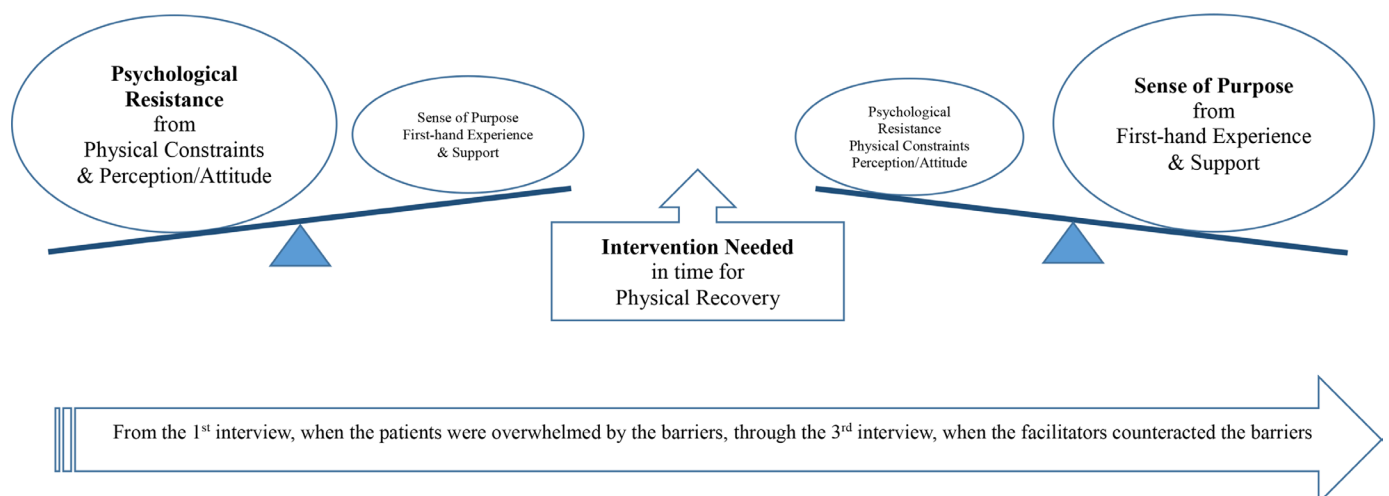 Psychological
Resistance
from
Physical Constraints
& Perception/Attitude
Sense of Purpose
First-hand Experience
& Support
Intervention Needed
in time for
Physical Recovery
Psychological
Resistance
Physical Constraints
Perception/Attitude
Sense of Purpose
from
First-hand Experience
& Support
From the 1st interview, when the patients were overwhelmed by the barriers, through the 3rd interview, when the facilitators counteracted the barriers